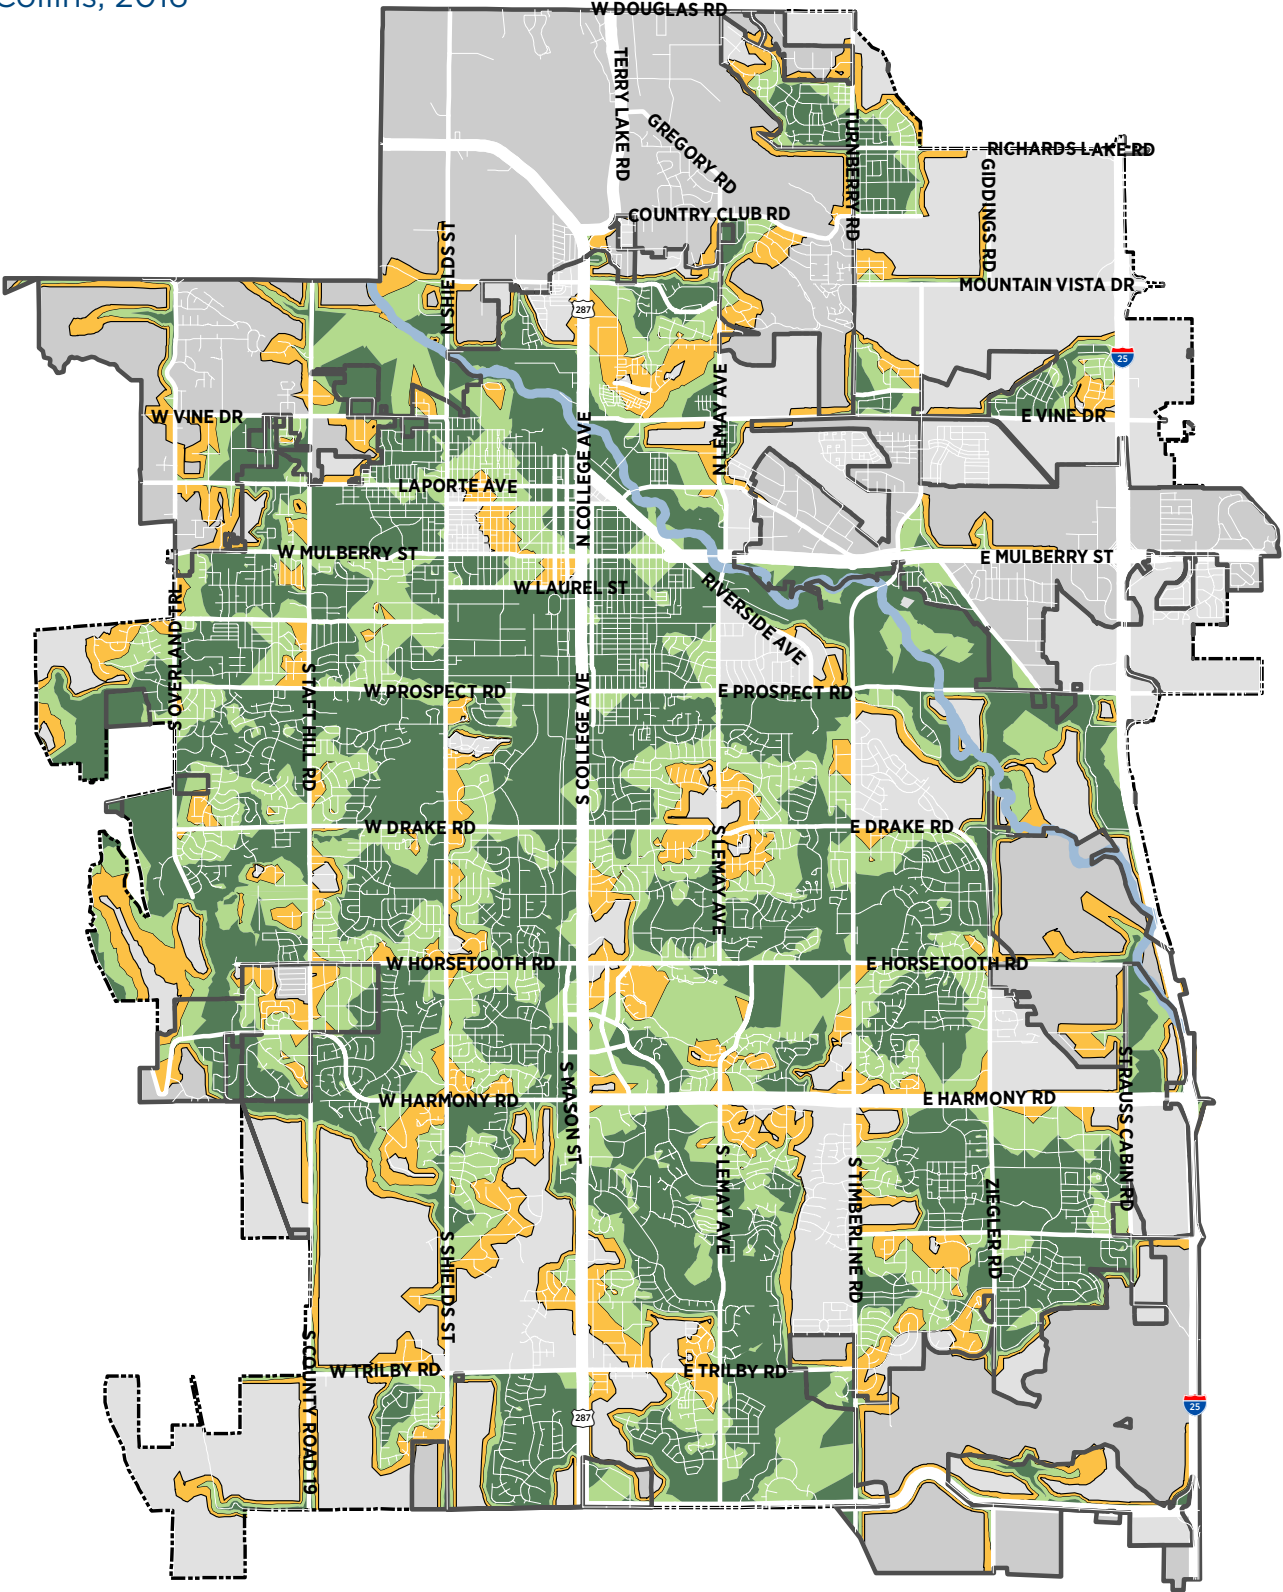 Collins, 2016
W DOUGLAS RD
TERRY LAKE RD
GREGORY RD
TURNBERRY RD
RICHARDS LAKE RD
GIDDINGS RD
COUNTRY CLUB RD
N SHIELDS ST
MOUNTAIN VISTA DR
287
25
W VINE DR
E VINE DR
N LEMAY AVE
N COLLEGE AVE
LAPORTE AVE
W MULBERRY ST
E MULBERRY ST
W LAUREL ST
RIVERSIDE AVE
S OVERLAND TRL
S TAFT HILL RD
W PROSPECT RD
E PROSPECT RD
S COLLEGE AVE
W DRAKE RD
E DRAKE RD
S LEMAY AVE
W HORSETOOTH RD
E HORSETOOTH RD
S MASON ST
STRAUSS CABIN RD
W HARMONY RD
E HARMONY RD
S LEMAY AVE
S TIMBERLINE RD
ZIEGLER RD
S SHIELDS ST
S COUNTY ROAD 19
W TRILBY RD
E TRILBY RD
287
25